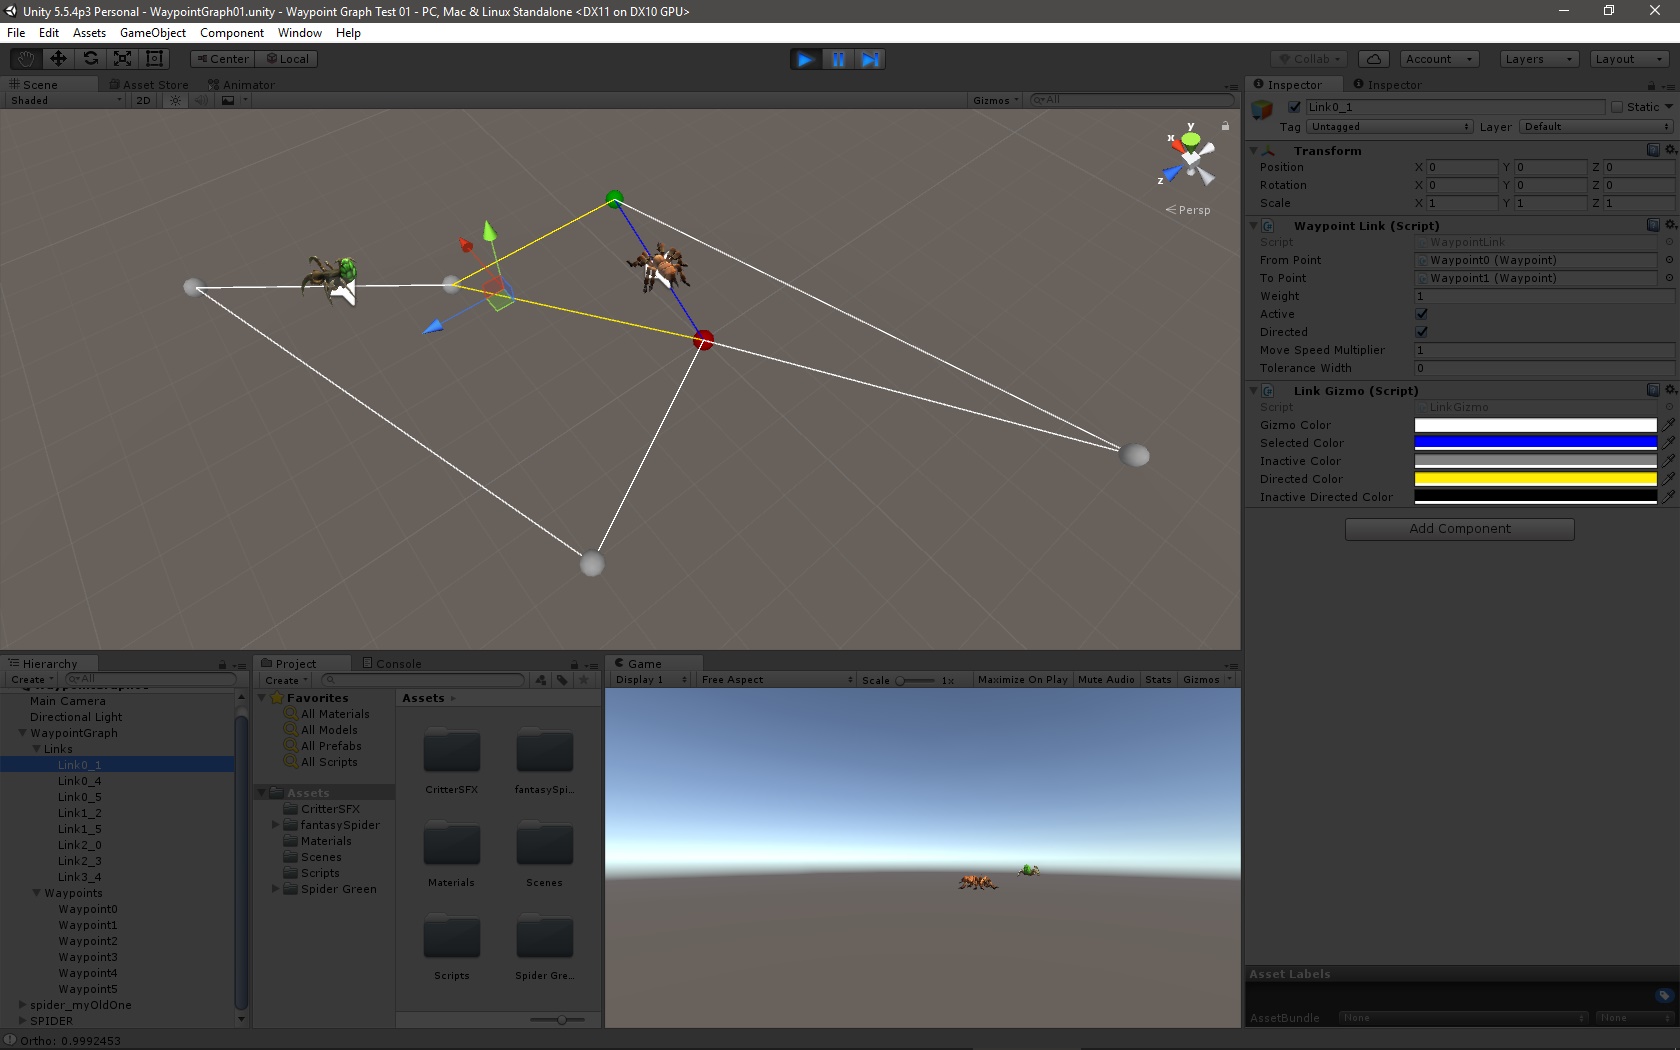 Unity 5.5.4p3 Personal - WaypointGraph01.unity - Waypoint Graph Test 01 - PC, Mac & Linux Standalone <DX11 on DX10 GPU>
File Edit Assets GameObject Component Window Help
Center Local Collab Account Layers Layout
Scene Asset Store Animator
Shaded 2D Gizmos All
y
x
z
Persp
Inspector Inspector
Link0_1 Static
Tag Untagged Layer Default
Transform
Position X 0 Y 0 Z 0
Rotation X 0 Y 0 Z 0
Scale X 1 Y 1 Z 1
Waypoint Link (Script)
Script WaypointLink
From Point Waypoint0 (Waypoint)
To Point Waypoint1 (Waypoint)
Weight 1
Active
Directed
Move Speed Multiplier 1
Tolerance Width 0
Link Gizmo (Script)
Script LinkGizmo
Gizmo Color
Selected Color
Inactive Color
Directed Color
Inactive Directed Color
Add Component
Asset Labels
AssetBundle None None
Hierarchy
Create All
Main Camera
Directional Light
WaypointGraph
Links
Link0_1
Link0_4
Link0_5
Link1_2
Link1_5
Link2_0
Link2_3
Link3_4
Waypoints
Waypoint0
Waypoint1
Waypoint2
Waypoint3
Waypoint4
Waypoint5
spider_myOldOne
SPIDER
Project Console
Create
Favorites
All Materials
All Models
All Prefabs
All Scripts
Assets
CritterSFX
fantasySpider
Materials
Scenes
Scripts
Spider Green
Assets
CritterSFX fantasySpi...
Materials Scenes
Scripts Spider Gre...
Game
Display 1 Free Aspect Scale 1x Maximize On Play Mute Audio Stats Gizmos
Ortho: 0.9992453